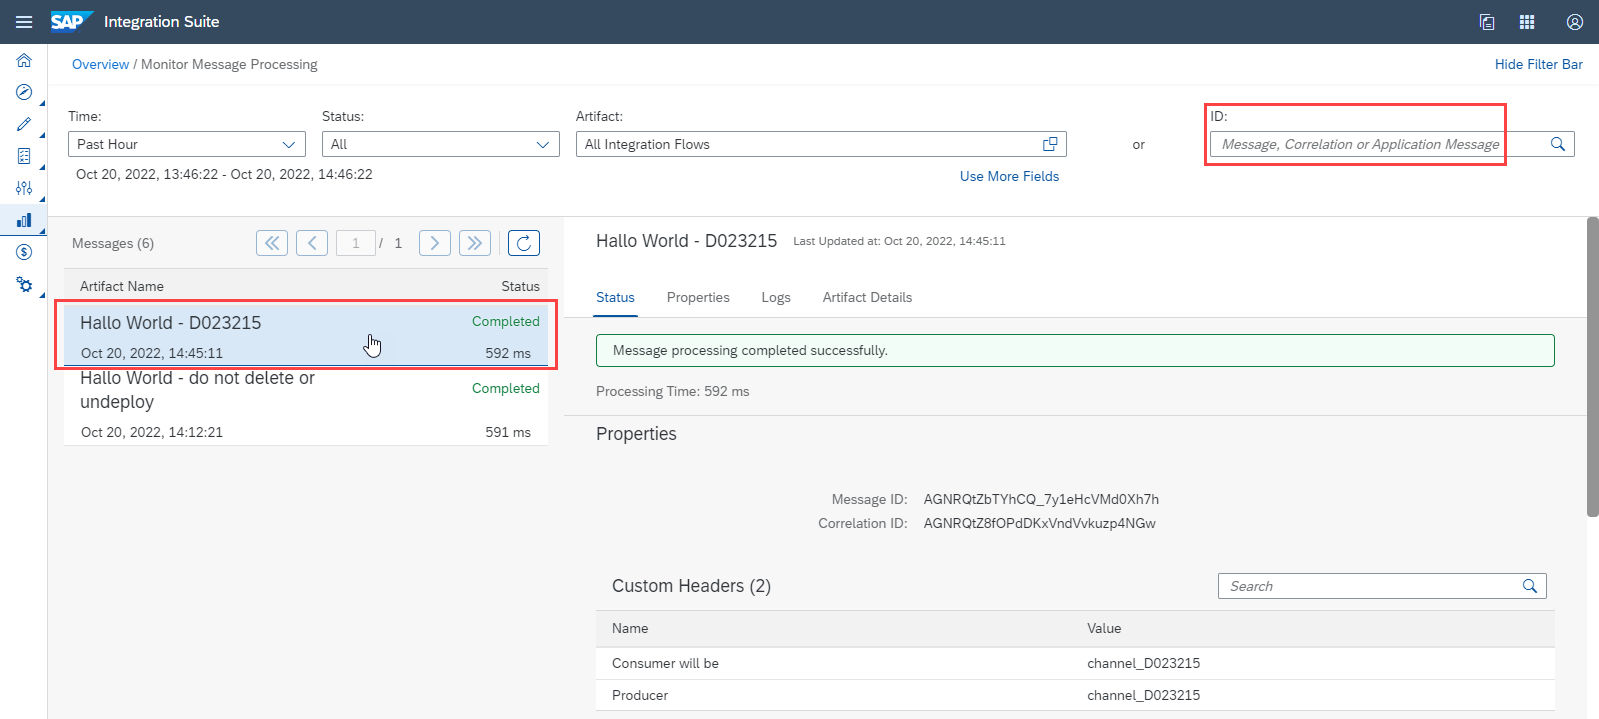 SAP Integration Suite
Overview / Monitor Message Processing
Hide Filter Bar
Time:
Status:
Artifact:
ID:
Past Hour
All
All Integration Flows
or
Message, Correlation or Application Message
Oct 20, 2022, 13:46:22 - Oct 20, 2022, 14:46:22
Use More Fields
Messages (6)
1 / 1
Artifact Name
Status
Hallo World - D023215
Completed
Oct 20, 2022, 14:45:11
592 ms
Hallo World - do not delete or
undeploy
Completed
Oct 20, 2022, 14:12:21
591 ms
Hallo World - D023215
Last Updated at: Oct 20, 2022, 14:45:11
Status
Properties
Logs
Artifact Details
Message processing completed successfully.
Processing Time: 592 ms
Properties
Message ID: AGNRQtZbTYhCQ_7y1eHcVMd0Xh7h
Correlation ID: AGNRQtZ8fOPdDKxVndVvkuzp4NGw
Custom Headers (2)
Search
Name
Value
Consumer will be
channel_D023215
Producer
channel_D023215